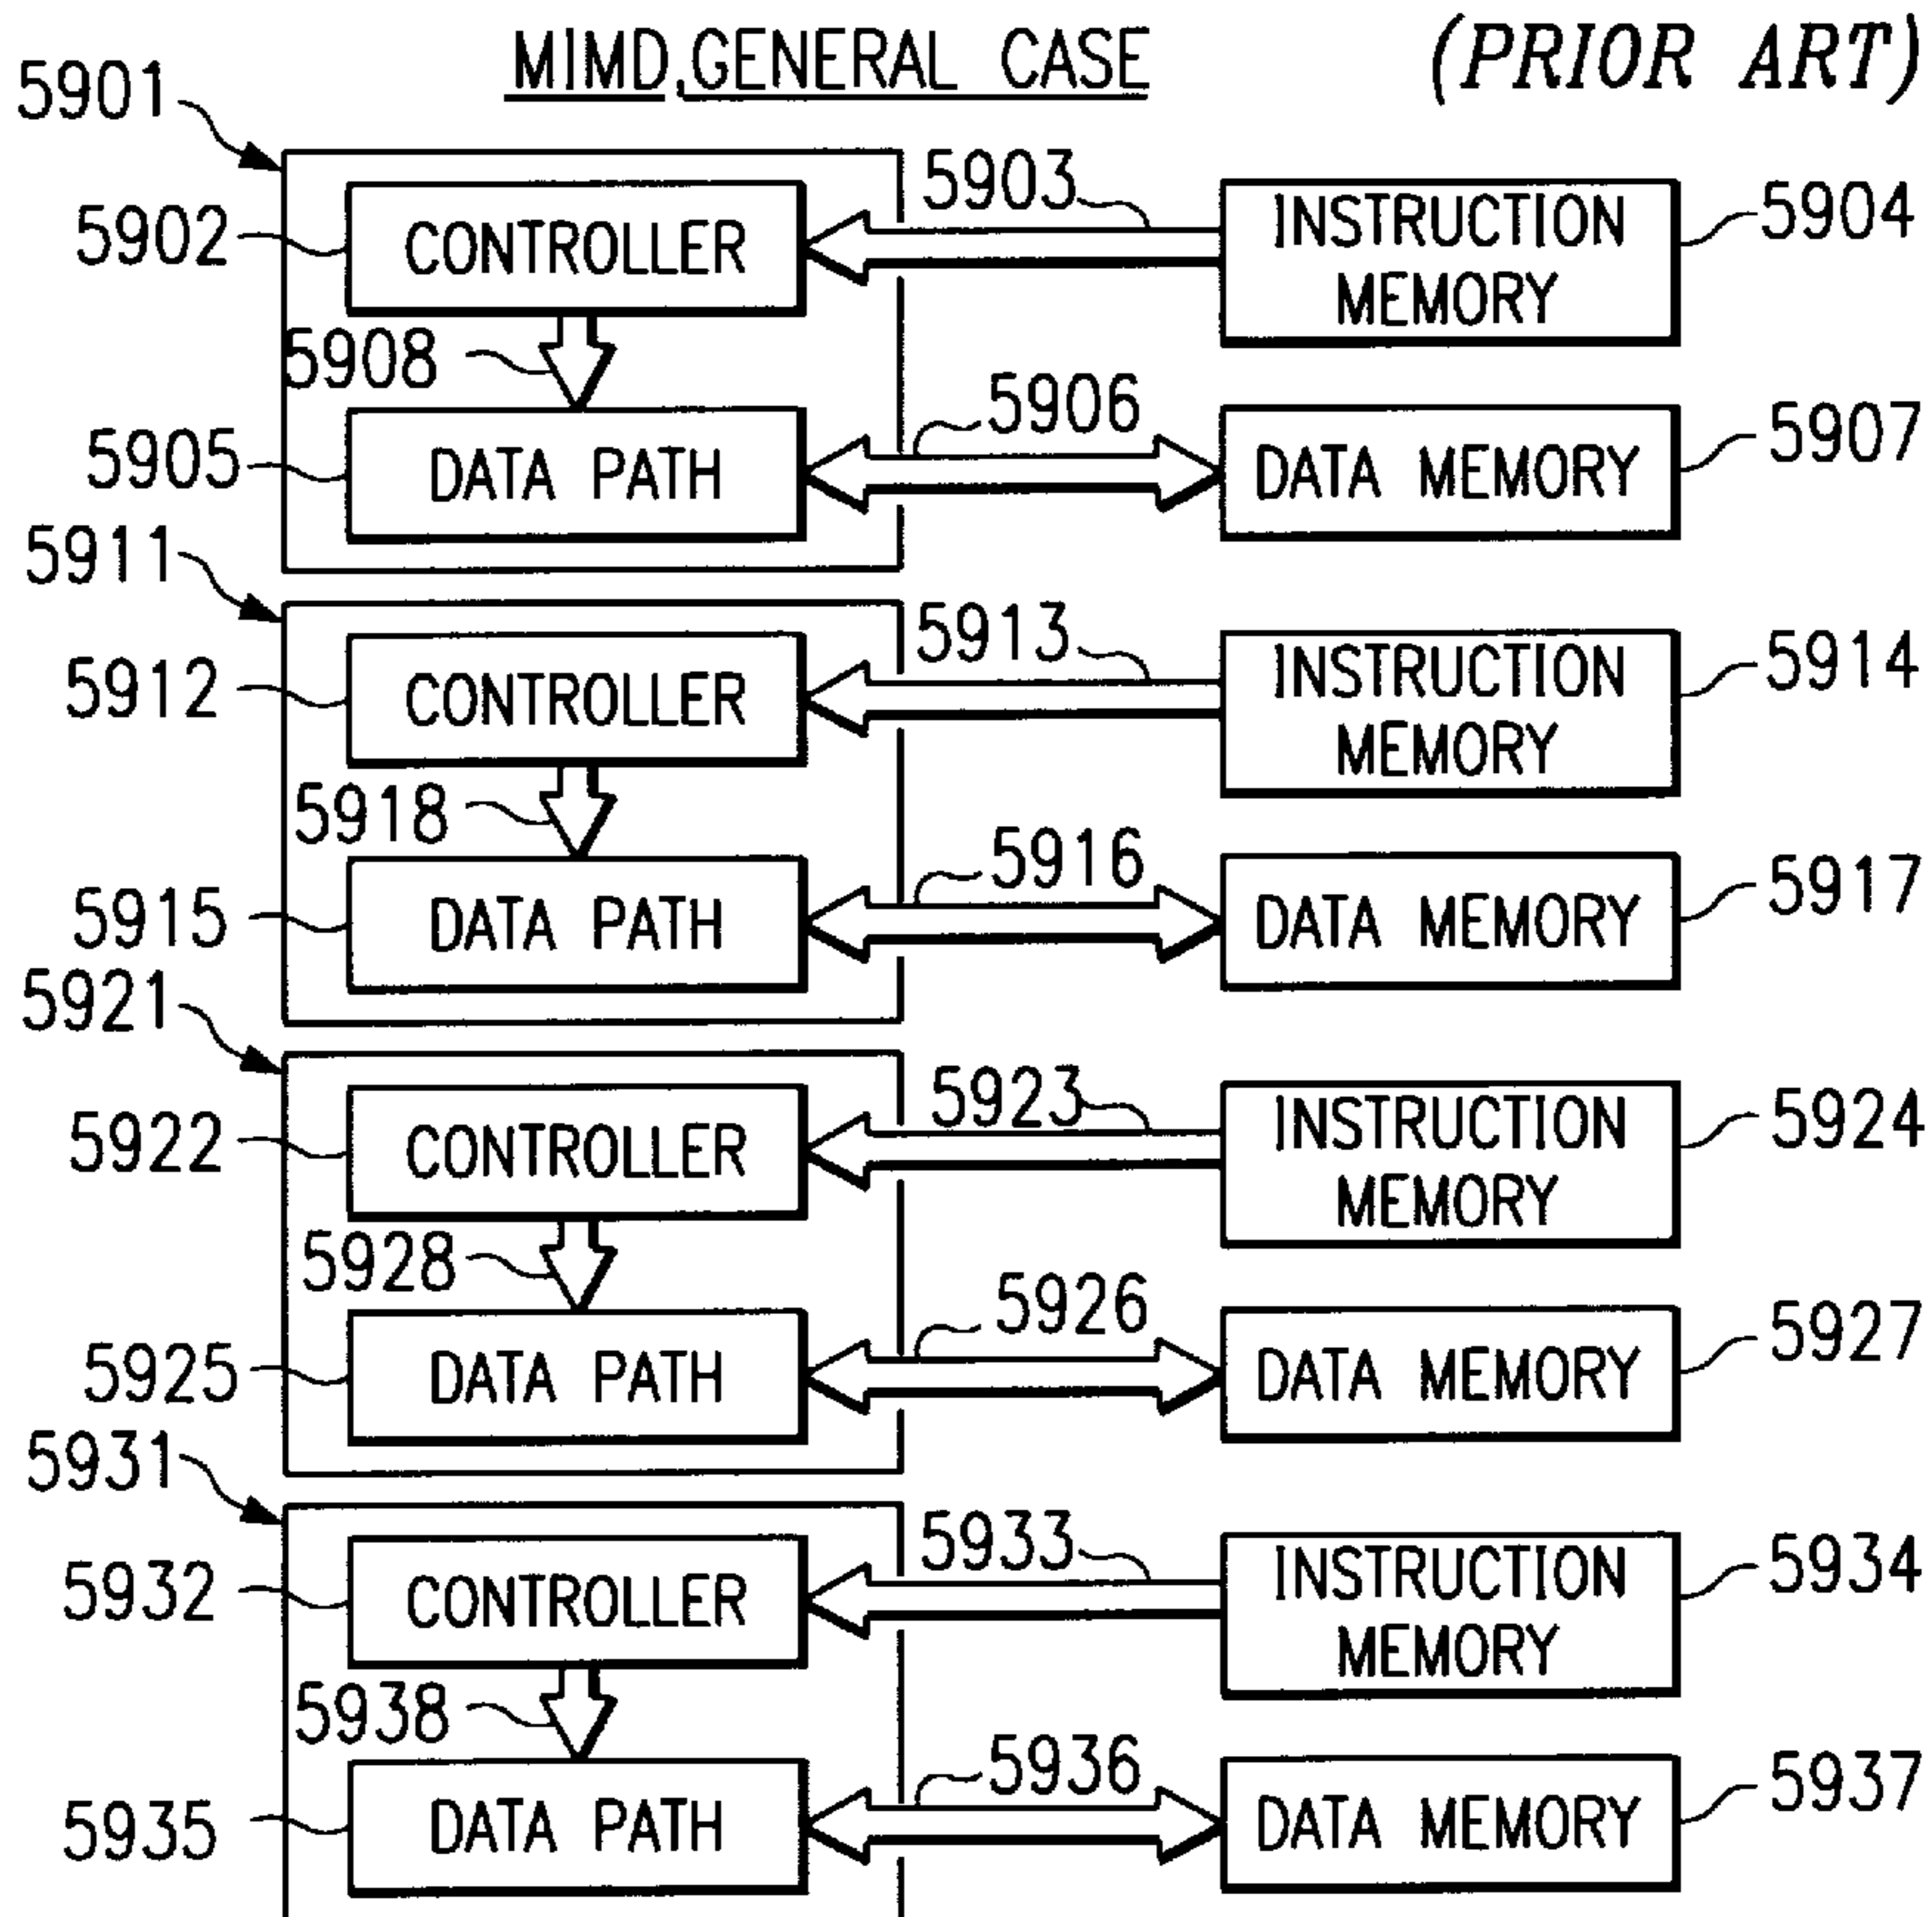 MIMD.GENERAL CASE (PRIOR ART)
5901
5902 CONTROLLER 5903 INSTRUCTION MEMORY 5904
5908
5905 DATA PATH 5906 DATA MEMORY 5907
5911
5912 CONTROLLER 5913 INSTRUCTION MEMORY 5914
5918
5915 DATA PATH 5916 DATA MEMORY 5917
5921
5922 CONTROLLER 5923 INSTRUCTION MEMORY 5924
5928
5925 DATA PATH 5926 DATA MEMORY 5927
5931
5932 CONTROLLER 5933 INSTRUCTION MEMORY 5934
5938
5935 DATA PATH 5936 DATA MEMORY 5937